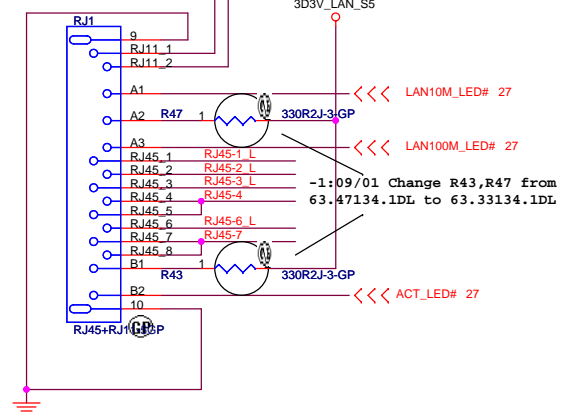 3D3V_LAN_S5
RJ1
9
RJ11_1
RJ11_2
A1
LAN10M_LED# 27
A2
R47
1
330R2J-3-GP
A3
LAN100M_LED# 27
RJ45_1
RJ45-1_L
RJ45_2
RJ45-2_L
RJ45_3
RJ45-3_L
RJ45_4
RJ45-4
RJ45_5
RJ45_6
RJ45-6_L
RJ45_7
RJ45-7
RJ45_8
-1:09/01 Change R43,R47 from
63.47134.1DL to 63.33134.1DL
B1
R43
1
330R2J-3-GP
B2
ACT_LED# 27
10
GP